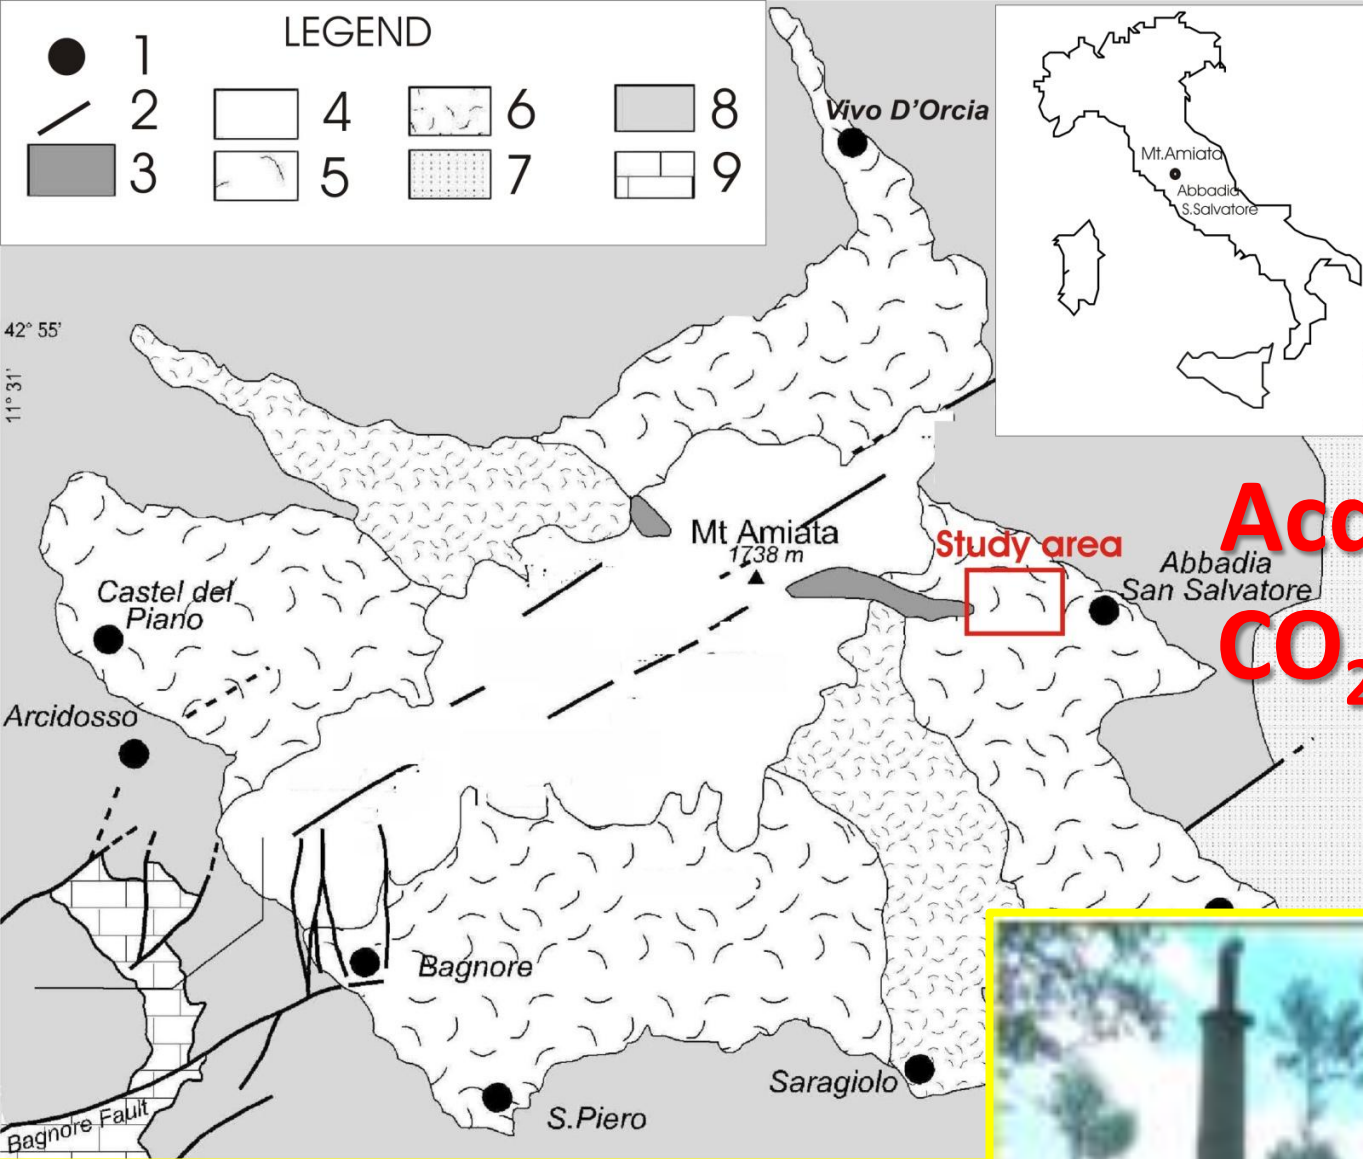 LEGEND
1
2
3
4
5
6
7
8
9
Vivo D'Orcia
Mt.Amiata
Abbadia
S.Salvatore
42° 55'
11° 31'
Mt Amiata
1738 m
Study area
Abbadia
San Salvatore
Castel del
Piano
Arcidosso
Bagnore
Saragiolo
S.Piero
Bagnore Fault
CO₂